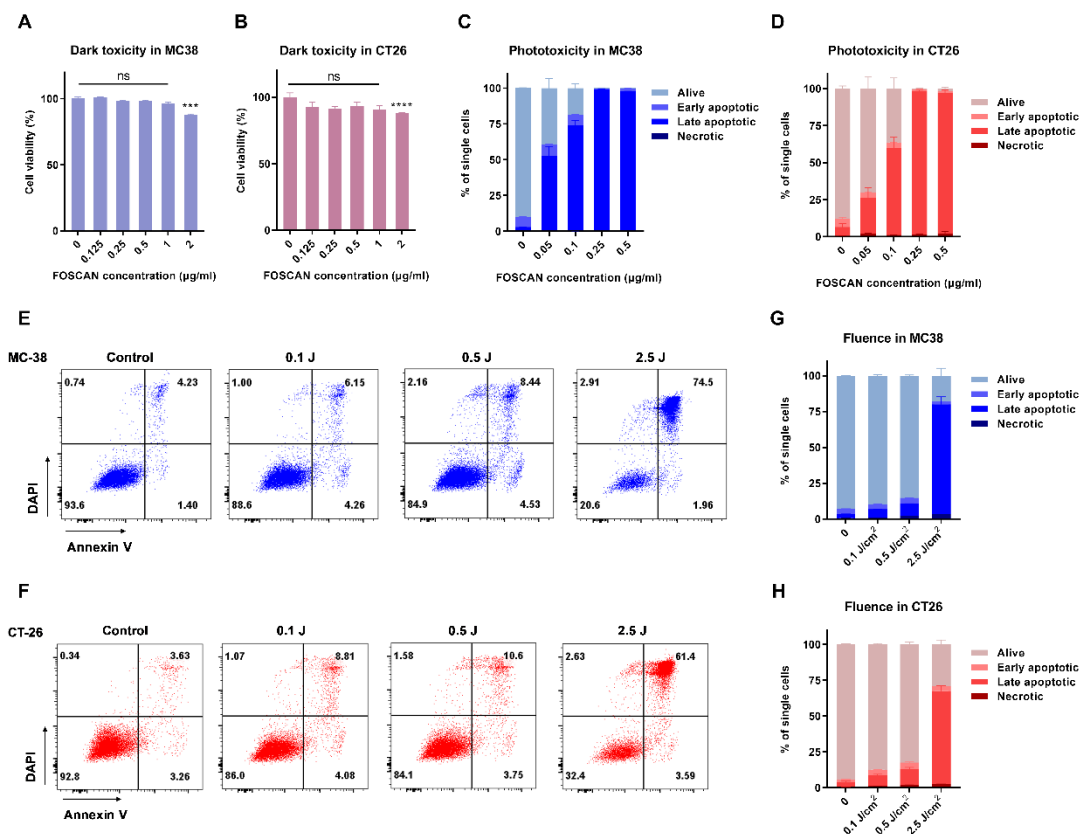 A
Dark toxicity in MC38
ns
***
Cell viability (%)
100
50
0
0
0.125
0.25
0.5
1
2
FOSCAN concentration (µg/ml)
B
Dark toxicity in CT26
ns
****
Cell viability (%)
100
50
0
0
0.125
0.25
0.5
1
2
FOSCAN concentration (µg/ml)
C
Phototoxicity in MC38
% of single cells
100
75
50
25
0
0
0.05
0.1
0.25
0.5
FOSCAN concentration (µg/ml)
Alive
Early apoptotic
Late apoptotic
Necrotic
D
Phototoxicity in CT26
% of single cells
100
75
50
25
0
0
0.05
0.1
0.25
0.5
FOSCAN concentration (µg/ml)
Alive
Early apoptotic
Late apoptotic
Necrotic
E
MC-38
Control
0.1 J
0.5 J
2.5 J
0.74
4.23
93.6
1.40
1.00
6.15
88.6
4.26
2.16
8.44
84.9
4.53
2.91
74.5
20.6
1.96
DAPI
Annexin V
G
Fluence in MC38
% of single cells
100
75
50
25
0
0
0.1 J/cm²
0.5 J/cm²
2.5 J/cm²
Alive
Early apoptotic
Late apoptotic
Necrotic
F
CT-26
Control
0.1 J
0.5 J
2.5 J
0.34
3.63
92.8
3.26
1.07
8.81
86.0
4.08
1.58
10.6
84.1
3.75
2.63
61.4
32.4
3.59
DAPI
Annexin V
H
Fluence in CT26
% of single cells
100
75
50
25
0
0
0.1 J/cm²
0.5 J/cm²
2.5 J/cm²
Alive
Early apoptotic
Late apoptotic
Necrotic